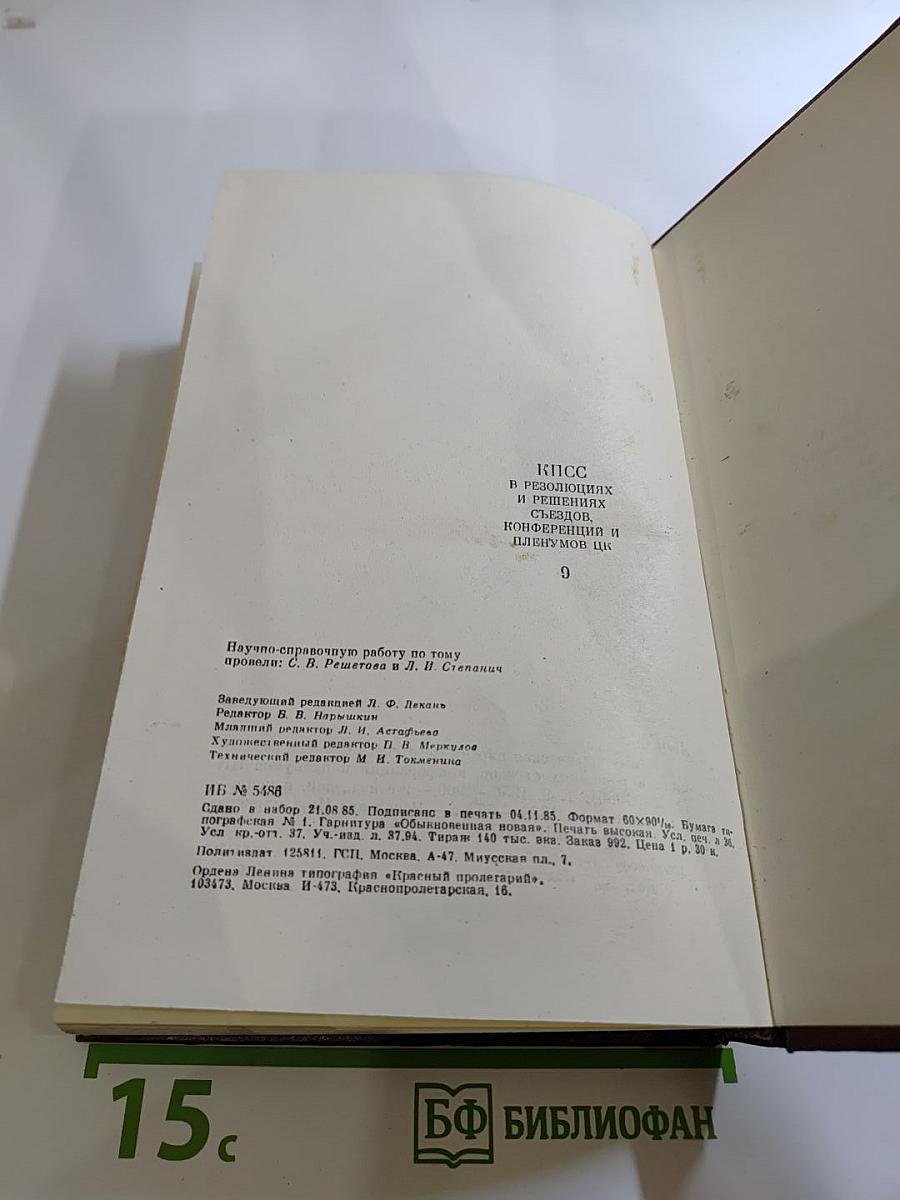 КПСС
В РЕЗОЛЮЦИЯХ
И РЕШЕНИЯХ
СЪЕЗДОВ,
КОНФЕРЕНЦИЙ И
ПЛЕНУМОВ ЦК
9
Научно-справочную работу по тому
провели: С. В. Решетова и Л. И. Степанич
Заведующий редакцией Л. Ф. Лекань
Редактор В. В. Нарышкин
Младший редактор Л. И. Астафьева
Художественный редактор П. В. Меркулов
Технический редактор М. И. Токменина
ИБ № 5486
Сдано в набор 21.08.85. Подписано в печать 04.11.85. Формат 60×90¹/₁₆. Бумага ти-
пографская № 1. Гарнитура «Обыкновенная новая». Печать высокая. Усл. печ. л 36.
Усл кр.-отт. 37. Уч.-изд. л. 37,94. Тираж 140 тыс. экз. Заказ 992. Цена 1 р. 30 к.
Политиздат 125811, ГСП, Москва, А-47, Миусская пл., 7.
Ордена Ленина типография «Красный пролетарий».
103473, Москва И-473, Краснопролетарская, 16.
15 с
БФ БИБЛИОФАН